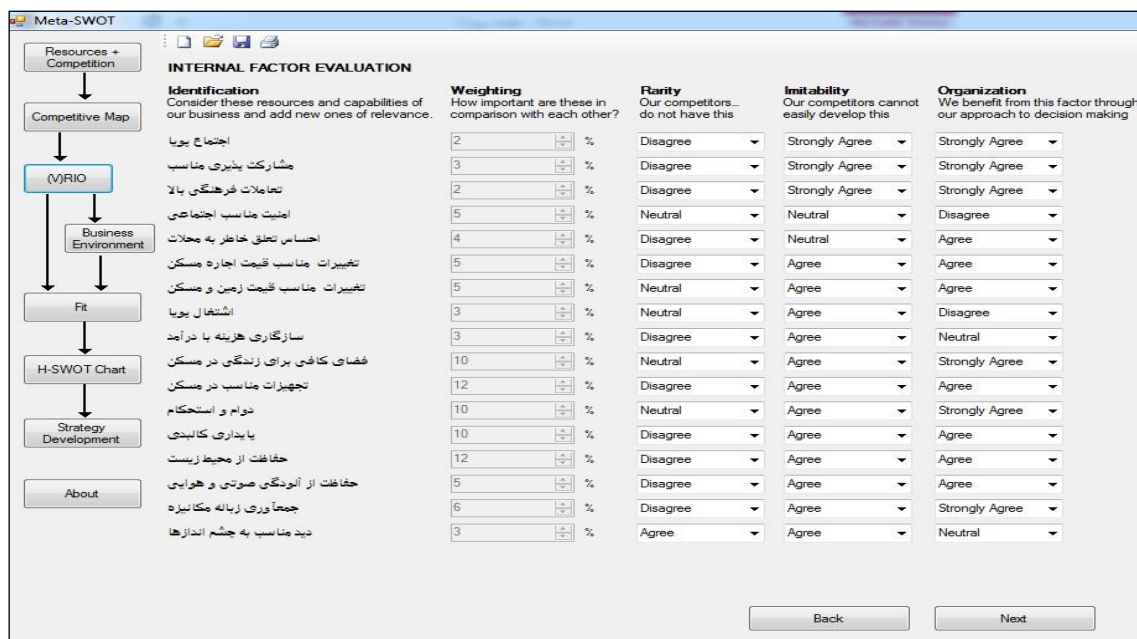 Meta-SWOT
Resources +
Competition
Competitive Map
(V)RIO
Business
Environment
Fit
H-SWOT Chart
Strategy
Development
About
INTERNAL FACTOR EVALUATION
Identification Weighting Rarity Imitability Organization
Consider these resources and capabilities of How important are these in Our competitors... Our competitors cannot We benefit from this factor through
our business and add new ones of relevance. comparison with each other? do not have this easily develop this our approach to decision making
اجتماع پویا 2 % Disagree Strongly Agree Strongly Agree
مشارکت پذیری مناسب 3 % Disagree Strongly Agree Strongly Agree
تعاملات فرهنگی بالا 2 % Disagree Strongly Agree Strongly Agree
امنیت مناسب اجتماعی 5 % Neutral Neutral Disagree
احساس تعلق خاطر به محلات 4 % Disagree Neutral Agree
تغییرات مناسب قیمت اجاره مسکن 5 % Disagree Agree Agree
تغییرات مناسب قیمت زمین و مسکن 5 % Neutral Agree Agree
اشتغال پویا 3 % Neutral Agree Disagree
سازگاری هزینه با درآمد 3 % Disagree Agree Neutral
فضای کافی برای زندگی در مسکن 10 % Neutral Agree Strongly Agree
تجهیزات مناسب در مسکن 12 % Disagree Agree Agree
دوام و استحکام 10 % Neutral Agree Strongly Agree
پایداری کالبدی 10 % Disagree Agree Agree
حفاظت از محیط زیست 12 % Disagree Agree Agree
حفاظت از آلودگی صوتی و هوایی 5 % Disagree Agree Agree
جمعآوری زباله مکانیزه 6 % Disagree Agree Strongly Agree
دید مناسب به چشم اندازها 3 % Agree Agree Neutral
Back Next